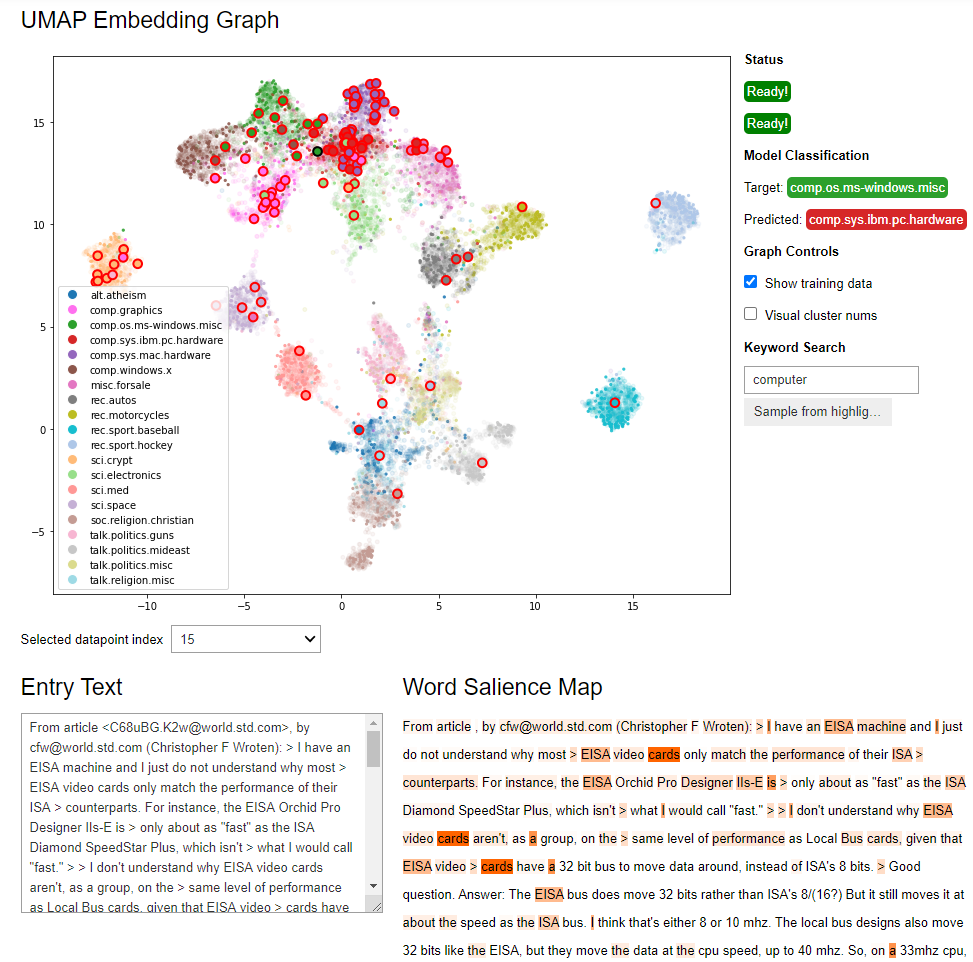 UMAP Embedding Graph
15
10
5
0
−5
−10
−5
0
5
10
15
alt.atheism
comp.graphics
comp.os.ms-windows.misc
comp.sys.ibm.pc.hardware
comp.sys.mac.hardware
comp.windows.x
misc.forsale
rec.autos
rec.motorcycles
rec.sport.baseball
rec.sport.hockey
sci.crypt
sci.electronics
sci.med
sci.space
soc.religion.christian
talk.politics.guns
talk.politics.mideast
talk.politics.misc
talk.religion.misc
Status
Ready!
Ready!
Model Classification
Target: comp.os.ms-windows.misc
Predicted: comp.sys.ibm.pc.hardware
Graph Controls
Show training data
Visual cluster nums
Keyword Search
computer
Sample from highlig…
Selected datapoint index 15
Entry Text
From article <C68uBG.K2w@world.std.com>, by
cfw@world.std.com (Christopher F Wroten): > I have an
EISA machine and I just do not understand why most >
EISA video cards only match the performance of their
ISA > counterparts. For instance, the EISA Orchid Pro
Designer IIs-E is > only about as "fast" as the ISA
Diamond SpeedStar Plus, which isn't > what I would call
"fast." > > I don't understand why EISA video cards
aren't, as a group, on the > same level of performance
as Local Bus cards, given that EISA video > cards have
Word Salience Map
From article , by cfw@world.std.com (Christopher F Wroten): > I have an EISA machine and I just
do not understand why most > EISA video cards only match the performance of their ISA >
counterparts. For instance, the EISA Orchid Pro Designer IIs-E is > only about as "fast" as the ISA
Diamond SpeedStar Plus, which isn't > what I would call "fast." > > I don't understand why EISA
video cards aren't, as a group, on the > same level of performance as Local Bus cards, given that
EISA video > cards have a 32 bit bus to move data around, instead of ISA's 8 bits. > Good
question. Answer: The EISA bus does move 32 bits rather than ISA's 8/(16?) But it still moves it at
about the speed as the ISA bus. I think that's either 8 or 10 mhz. The local bus designs also move
32 bits like the EISA, but they move the data at the cpu speed, up to 40 mhz. So, on a 33mhz cpu,